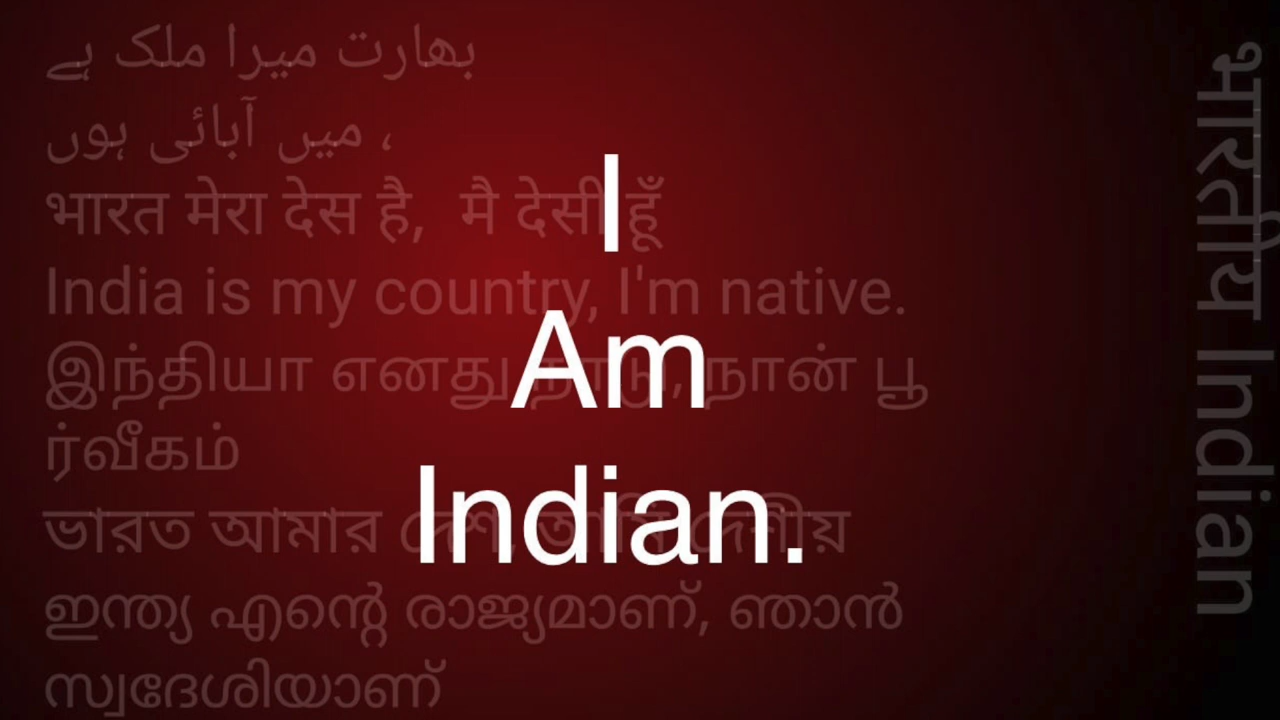 بھارت میرا ملک ہے
، میں آبائی ہوں
भारत मेरा देस है, मै देसी हूँ
India is my country, I'm native.
இந்தியா எனது நாடு, நான் பூ
ர்வீகம்
ভারত আমার দেশ, আমি দেশীয়
ഇന്ത്യ എന്റെ രാജ്യമാണ്, ഞാൻ
സ്വദേശിയാണ്
I
Am
Indian.
भारतीय Indian